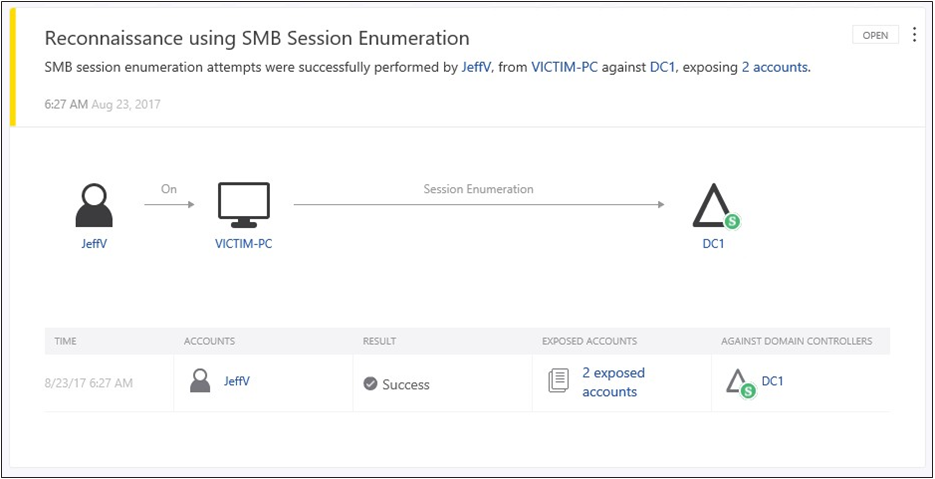 Reconnaissance using SMB Session Enumeration
OPEN
SMB session enumeration attempts were successfully performed by JeffV, from VICTIM-PC against DC1, exposing 2 accounts.
6:27 AM Aug 23, 2017
On
Session Enumeration
S
JeffV
VICTIM-PC
DC1
TIME ACCOUNTS RESULT EXPOSED ACCOUNTS AGAINST DOMAIN CONTROLLERS
8/23/17 6:27 AM JeffV Success 2 exposed accounts DC1
S